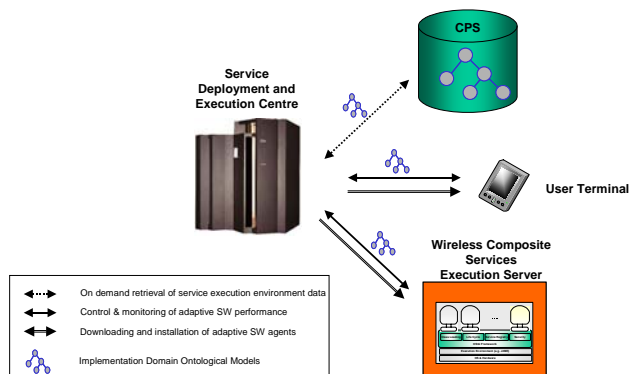 CPS
Service
Deployment and
Execution Centre
User Terminal
Wireless Composite
Services
Execution Server
...
On demand retrieval of service execution environment data
Control & monitoring of adaptive SW performance
Downloading and installation of adaptive SW agents
Implementation Domain Ontological Models